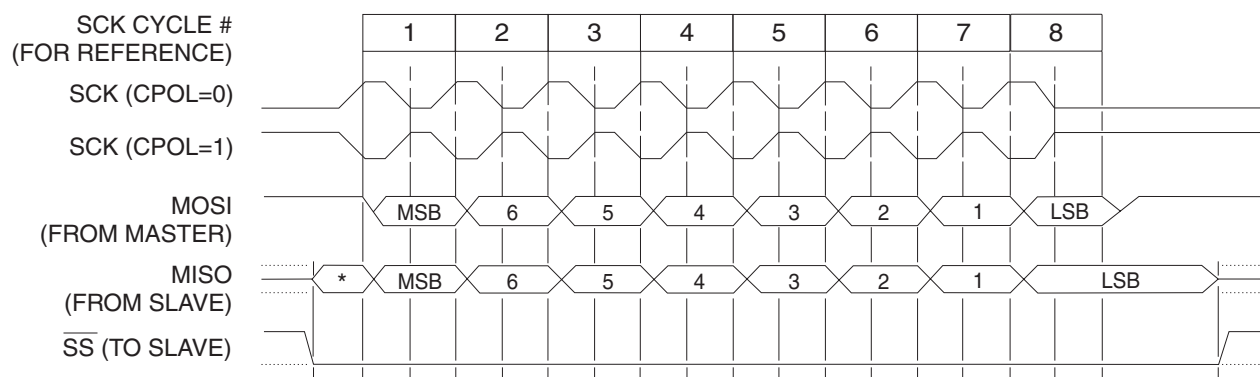 SCK CYCLE # 1 2 3 4 5 6 7 8
(FOR REFERENCE)
SCK (CPOL=0)
SCK (CPOL=1)
MOSI MSB 6 5 4 3 2 1 LSB
(FROM MASTER)
MISO * MSB 6 5 4 3 2 1 LSB
(FROM SLAVE)
SS (TO SLAVE)